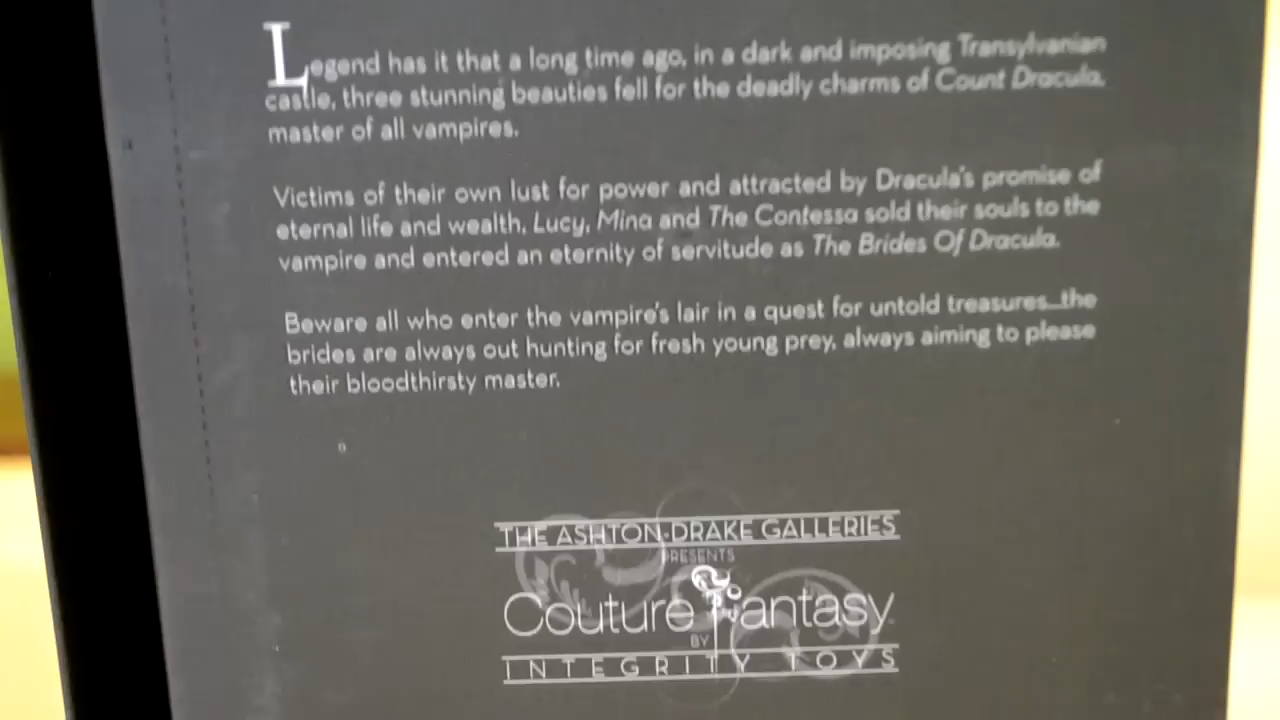 Legend has it that a long time ago, in a dark and imposing Transylvanian
castle, three stunning beauties fell for the deadly charms of Count Dracula,
master of all vampires.
Victims of their own lust for power and attracted by Dracula's promise of
eternal life and wealth, Lucy, Mina and The Contessa sold their souls to the
vampire and entered an eternity of servitude as The Brides Of Dracula.
Beware all who enter the vampire's lair in a quest for untold treasures...the
brides are always out hunting for fresh young prey, always aiming to please
their bloodthirsty master.
THE ASHTON-DRAKE GALLERIES
PRESENTS
Couture Fantasy
BY
INTEGRITY TOYS